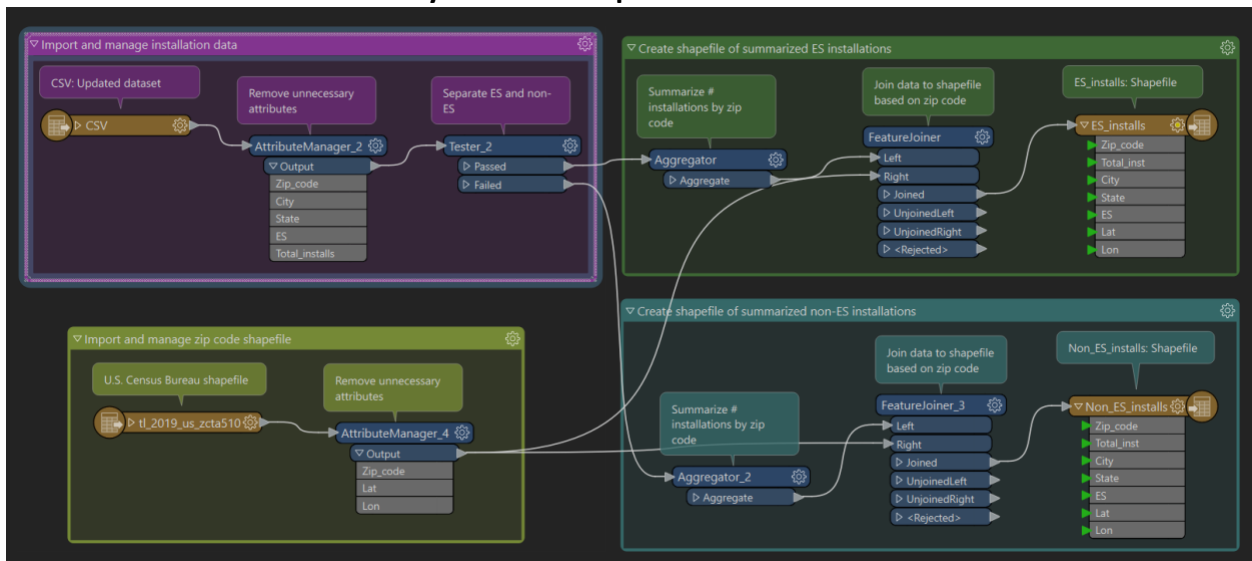 Import and manage installation data
CSV: Updated dataset
CSV
Remove unnecessary
attributes
AttributeManager_2
Output
Zip_code
City
State
ES
Total_installs
Separate ES and non-
ES
Tester_2
Passed
Failed
Create shapefile of summarized ES installations
Summarize #
installations by zip
code
Aggregator
Aggregate
Join data to shapefile
based on zip code
FeatureJoiner
Left
Right
Joined
UnjoinedLeft
UnjoinedRight
<Rejected>
ES_installs: Shapefile
ES_installs
Zip_code
Total_inst
City
State
ES
Lat
Lon
Import and manage zip code shapefile
U.S. Census Bureau shapefile
tl_2019_us_zcta510
Remove unnecessary
attributes
AttributeManager_4
Output
Zip_code
Lat
Lon
Create shapefile of summarized non-ES installations
Summarize #
installations by zip
code
Aggregator_2
Aggregate
Join data to shapefile
based on zip code
FeatureJoiner_3
Left
Right
Joined
UnjoinedLeft
UnjoinedRight
<Rejected>
Non_ES_installs: Shapefile
Non_ES_installs
Zip_code
Total_inst
City
State
ES
Lat
Lon